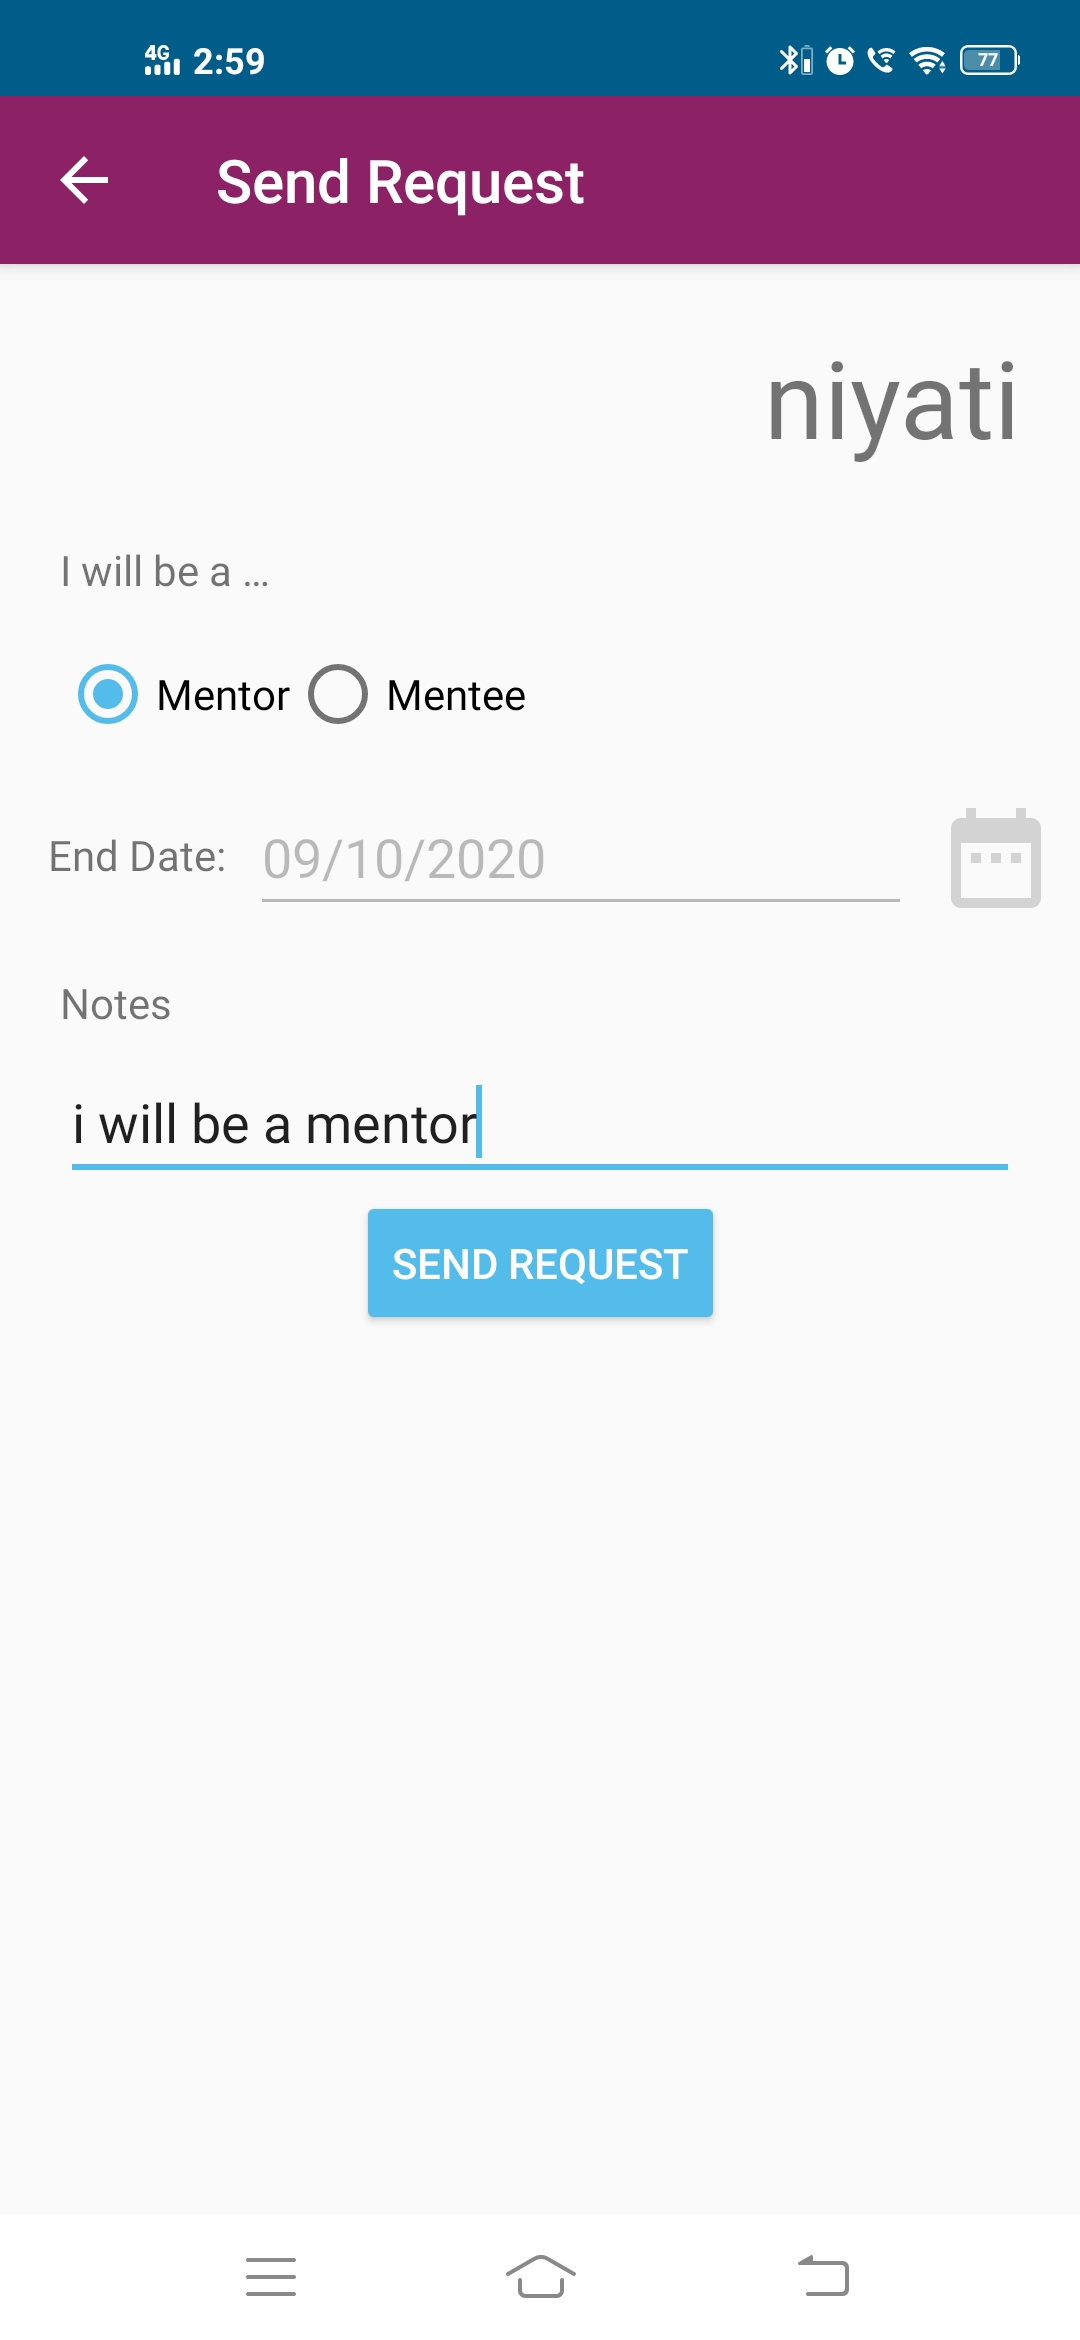 4G 2:59 77
Send Request
niyati
I will be a ...
Mentor Mentee
End Date: 09/10/2020
Notes
i will be a mentor
SEND REQUEST